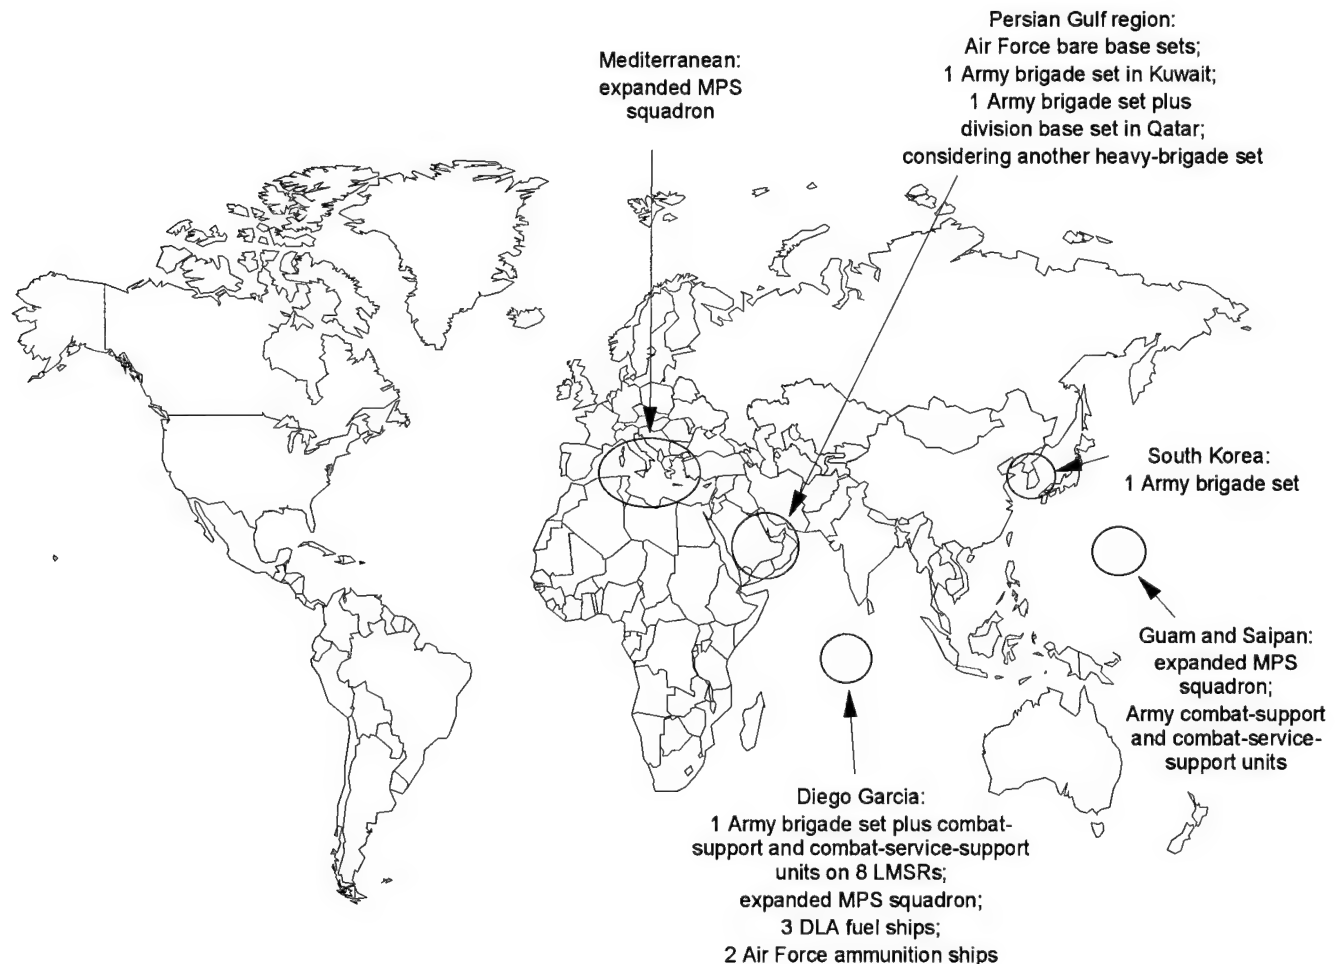 Persian Gulf region:
Air Force bare base sets;
1 Army brigade set in Kuwait;
1 Army brigade set plus
division base set in Qatar;
considering another heavy-brigade set
Mediterranean:
expanded MPS
squadron
South Korea:
1 Army brigade set
Guam and Saipan:
expanded MPS
squadron;
Army combat-support
and combat-service-
support units
Diego Garcia:
1 Army brigade set plus combat-
support and combat-service-support
units on 8 LMSRs;
expanded MPS squadron;
3 DLA fuel ships;
2 Air Force ammunition ships